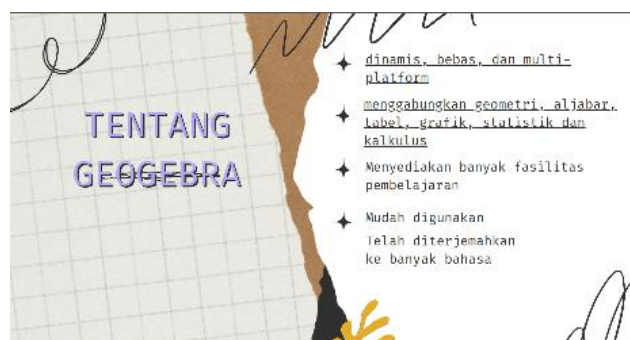 TENTANG
GEOGEBRA
dinamis, bebas, dan multi-
platform
menggabungkan geometri, aljabar,
tabel, grafik, statistik dan
kalkulus
Menyediakan banyak fasilitas
pembelajaran
Mudah digunakan
Telah diterjemahkan
ke banyak bahasa